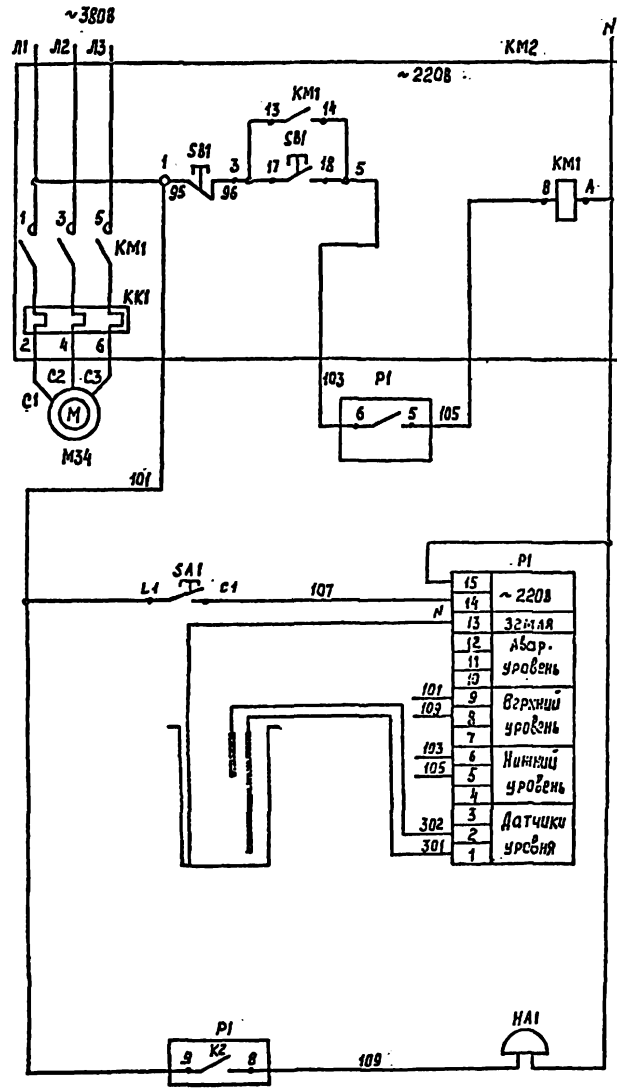 ~380В
Л1 Л2 Л3
N
КМ2
~220В
КМ1
13 14
SB1
SB1
1
3
17 18
5
95 96
КМ1
В А
1 3 5
КМ1
КК1
2 4 6
С1 С2 С3
М
М34
103
Р1
6 5
105
101
SA1
L1 C1
107
Р1
15
14
~220В
N
13 Земля
12
11
10
Авар.
уровень
101
109
9
8
7
Верхний
уровень
103
105
6
5
4
Нижний
уровень
302
301
3
2
1
Датчики
уровня
Р1
9 К2 8
109
НА1